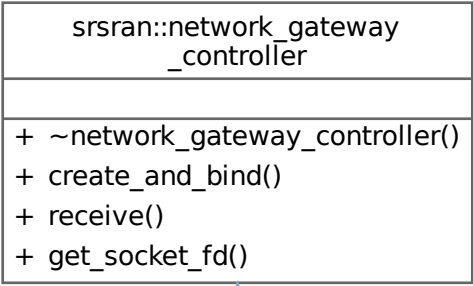 srsran::network_gateway
_controller
+ ~network_gateway_controller()
+ create_and_bind()
+ receive()
+ get_socket_fd()